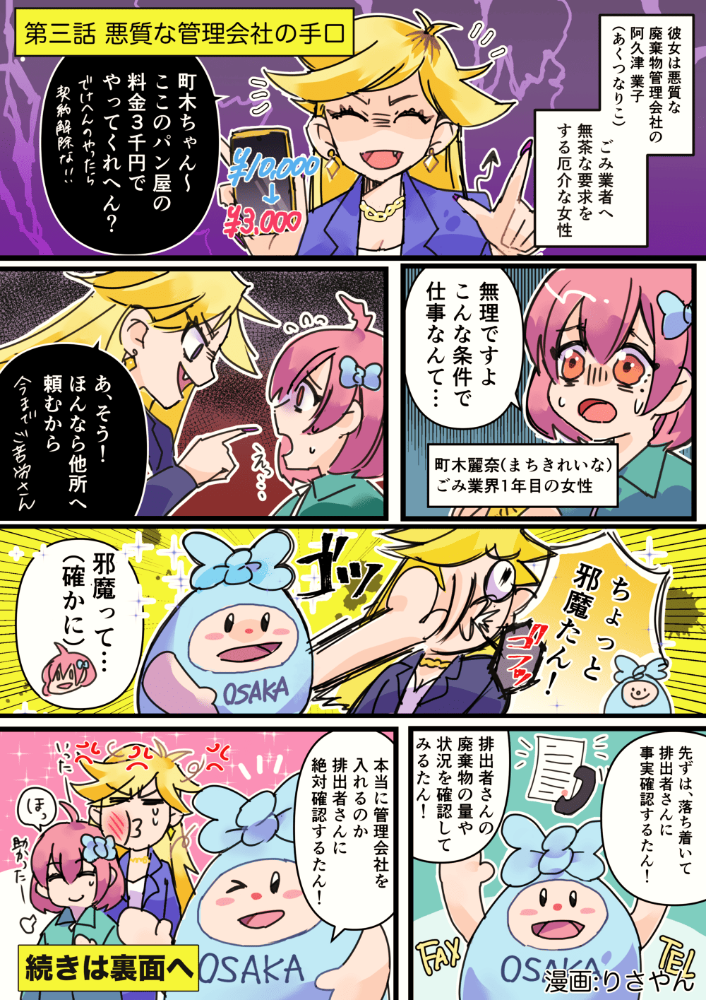 第三話 悪質な管理会社の手口
彼女は悪質な
廃棄物管理会社の
阿久津 業子
(あくつなりこ)
ごみ業者へ
無茶な要求を
する厄介な女性
町木ちゃん〜
ここのパン屋の
料金3千円で
やってくれへん?
でけへんのやったら
契約解除な!!
¥10,000
↓
¥3,000
無理ですよ
こんな条件で
仕事なんて…
町木麗奈(まちきれいな)
ごみ業界1年目の女性
あ、そう!
ほんなら他所へ
頼むから
今までご苦労さん
えっ…
ちょっと
邪魔たん!
ゴフッ
ゴッ
OSAKA
邪魔って…
(確かに)
先ずは、落ち着いて
排出者さんに
事実確認するたん!
排出者さんの
廃棄物の量や
状況を確認して
みるたん!
FAX
TEL
OSAKA
本当に管理会社を
入れるのか
排出者さんに
絶対確認するたん!
いった
ほっ
助かったー
OSAKA
続きは裏面へ
漫画:りさやん